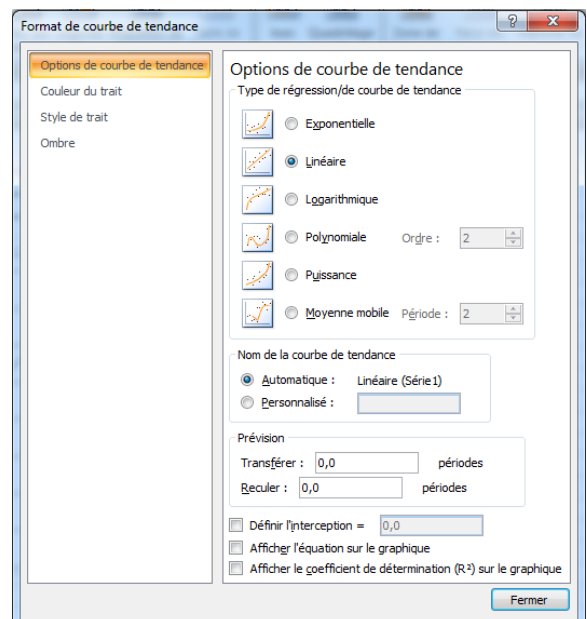 Format de courbe de tendance
Options de courbe de tendance
Couleur du trait
Style de trait
Ombre
Options de courbe de tendance
Type de régression/de courbe de tendance
Exponentielle
Linéaire
Logarithmique
Polynomiale Ordre : 2
Puissance
Moyenne mobile Période : 2
Nom de la courbe de tendance
Automatique : Linéaire (Série1)
Personnalisé :
Prévision
Transférer : 0,0 périodes
Reculer : 0,0 périodes
Définir l'interception = 0,0
Afficher l'équation sur le graphique
Afficher le coefficient de détermination (R²) sur le graphique
Fermer